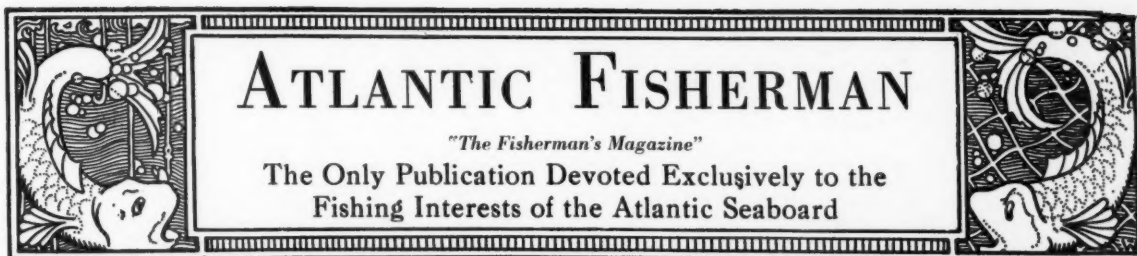 ATLANTIC FISHERMAN
"The Fisherman's Magazine"
The Only Publication Devoted Exclusively to the
Fishing Interests of the Atlantic Seaboard